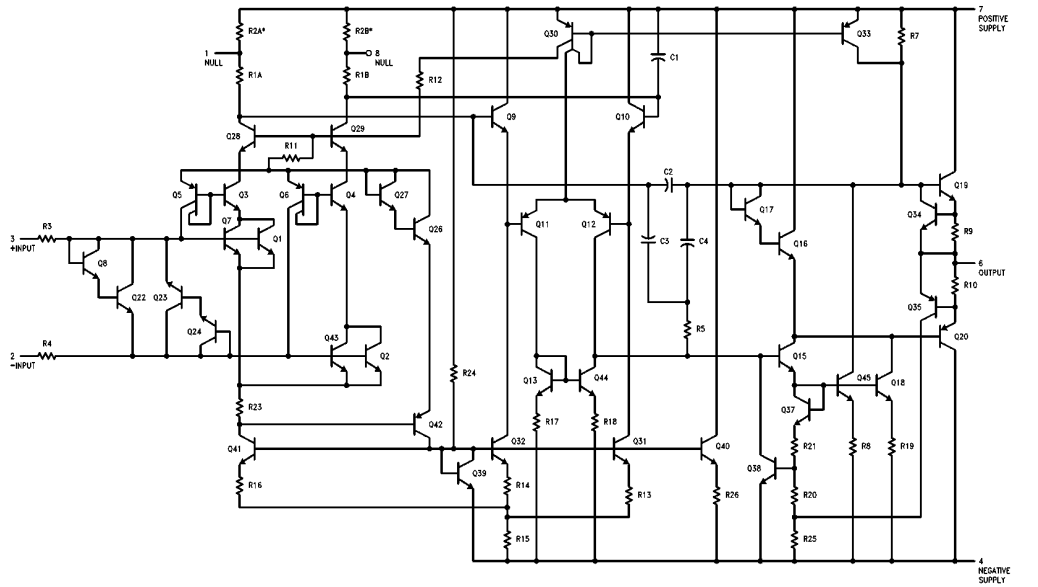 7
POSITIVE
SUPPLY
R2A*
R2B*
Q30
Q33
R7
1
NULL
8
NULL
C1
R1A
R1B
R12
Q9
Q10
Q28
Q29
R11
C2
Q5
Q3
Q6
Q4
Q27
Q19
Q17
Q34
R3
Q7
Q1
Q26
Q11
Q12
R9
3
+INPUT
C3
C4
Q16
6
OUTPUT
Q8
R10
Q22
Q23
Q35
Q24
R5
R4
Q43
Q20
2
−INPUT
Q2
Q15
R24
Q13
Q44
Q45
Q18
R23
Q37
Q42
R17
R18
Q41
Q32
Q31
Q40
R21
R8
R19
Q39
Q38
R16
R14
R13
R26
R20
R15
R25
4
NEGATIVE
SUPPLY